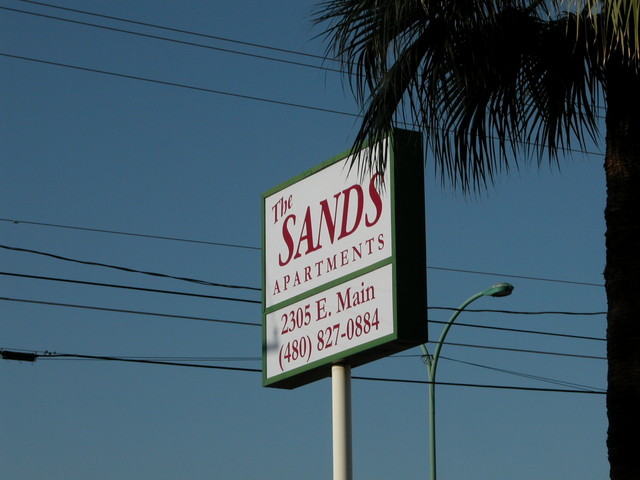 The
SANDS
APARTMENTS
2305 E. Main
(480) 827-0884